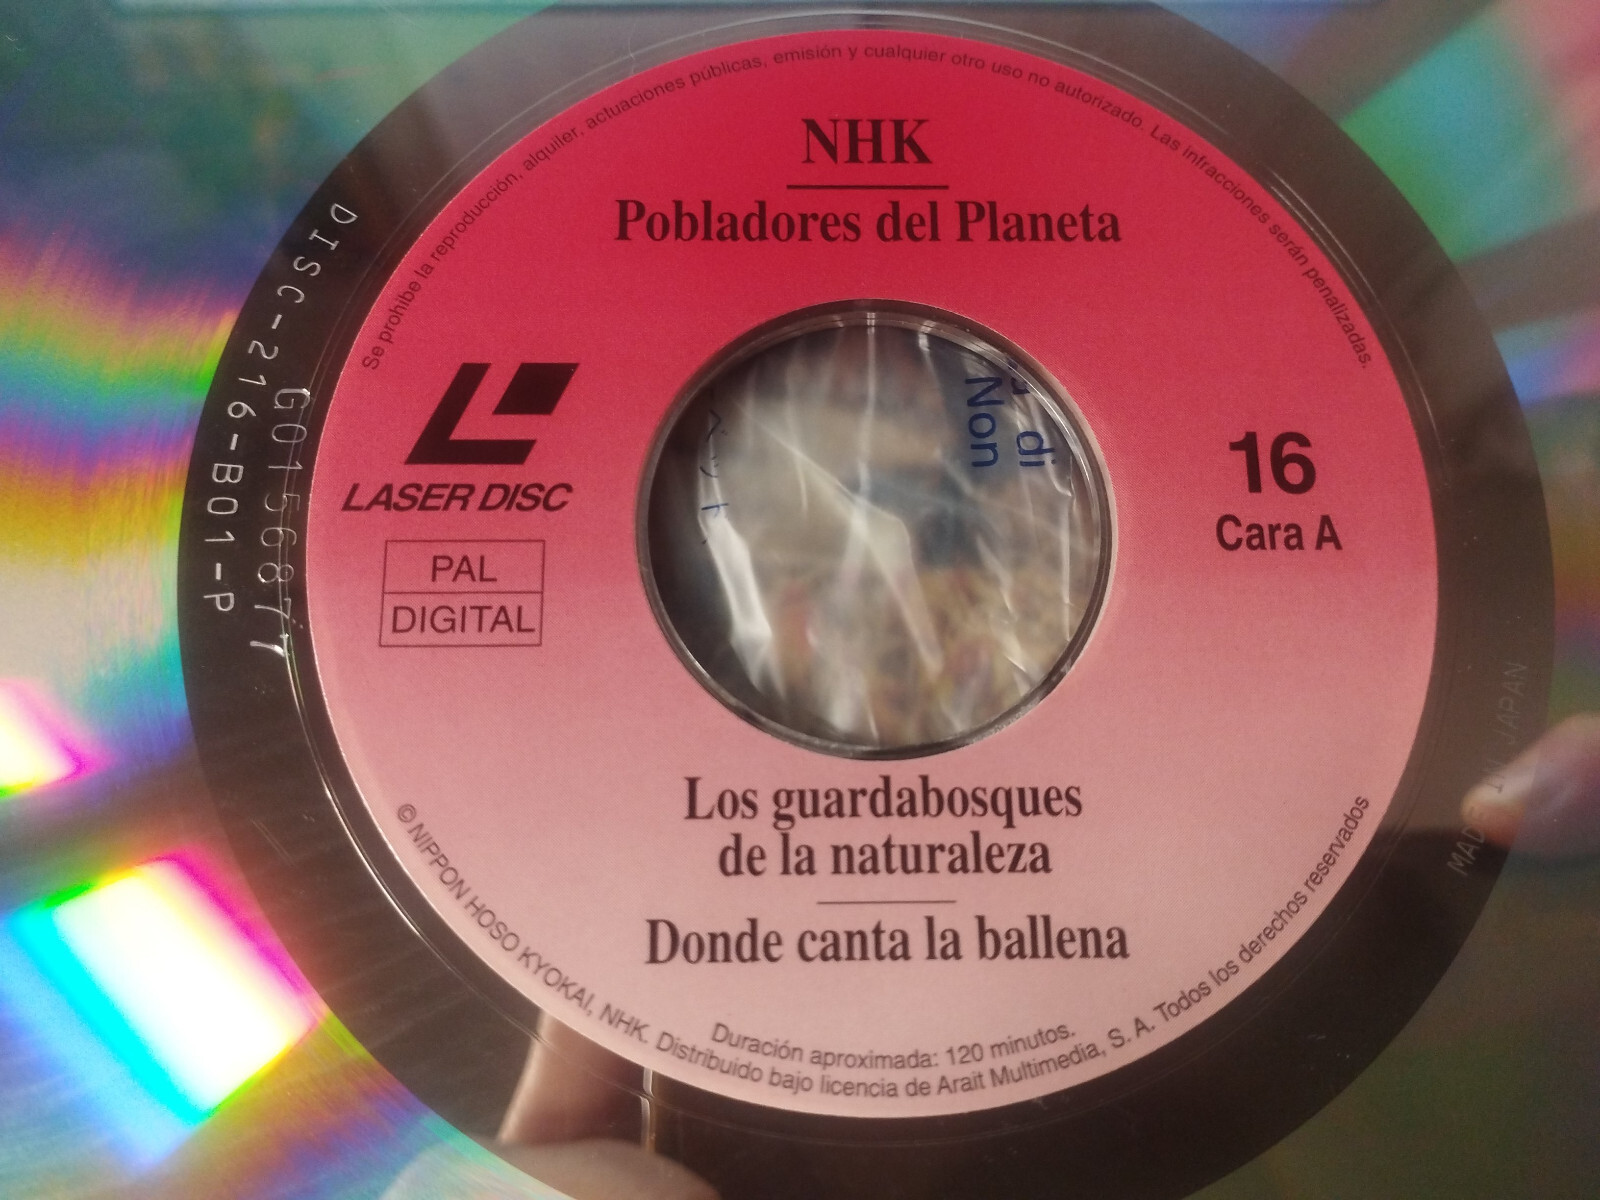 Se prohibe la reproducción, alquiler, actuaciones públicas, emisión y cualquier otro uso no autorizado. Las infracciones serán penalizadas.
NHK
Pobladores del Planeta
LASER DISC
PAL
DIGITAL
16
Cara A
Non
di
Los guardabosques
de la naturaleza
Donde canta la ballena
Duración aproximada: 120 minutos.
© NIPPON HOSO KYOKAI, NHK. Distribuido bajo licencia de Arait Multimedia, S. A. Todos los derechos reservados
DISC-216-B01-P
G0156877
MADE IN JAPAN